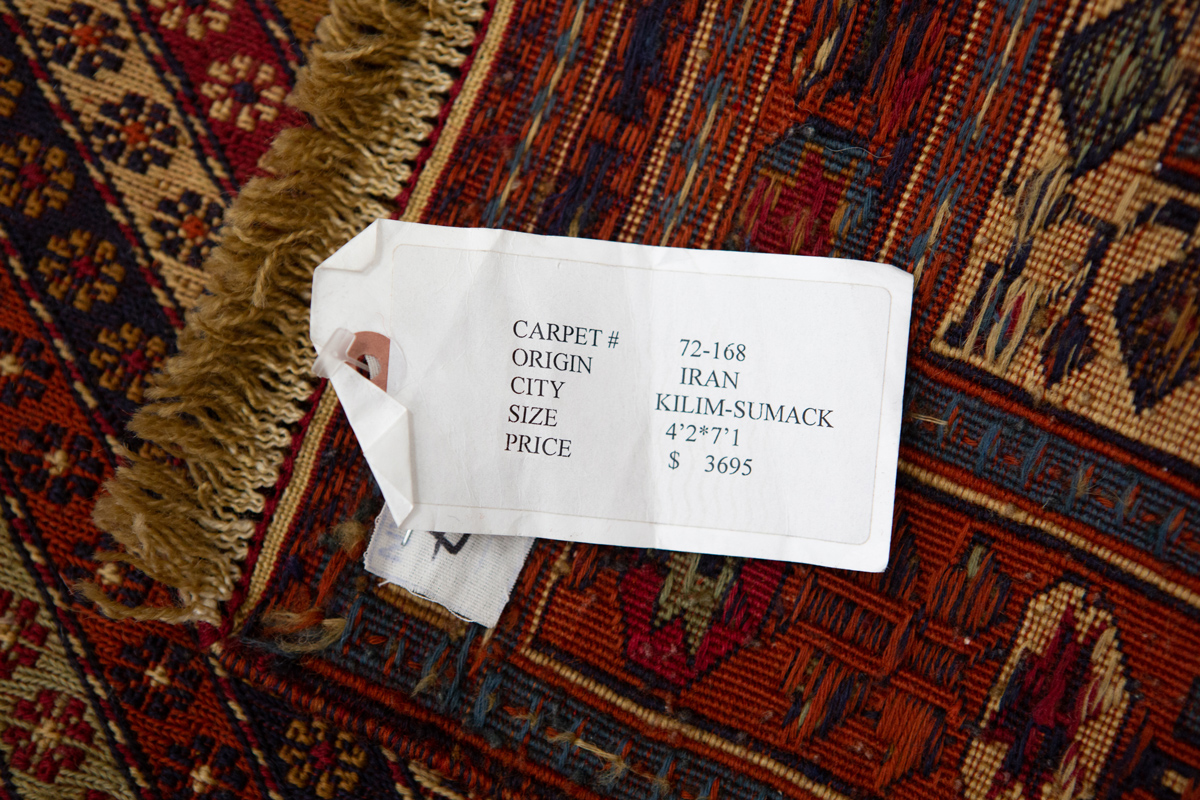 CARPET # 72-168
ORIGIN IRAN
CITY KILIM-SUMACK
SIZE 4'2*7'1
PRICE $ 3695